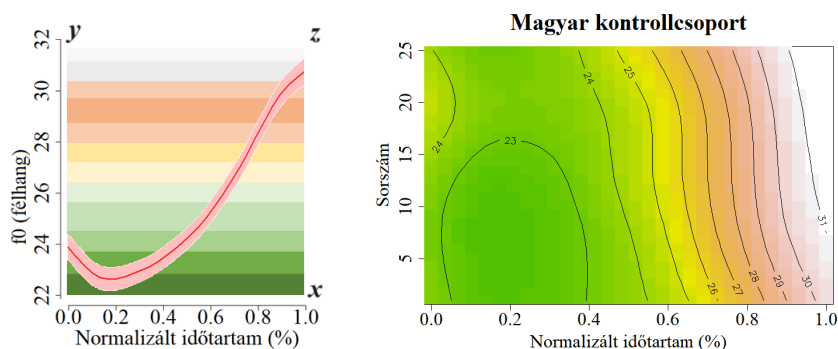 Magyar kontrollcsoport
y
z
x
f0 (félhang)
32
30
28
26
24
22
0.0 0.2 0.4 0.6 0.8 1.0
Normalizált időtartam (%)
Sorszám
25
20
15
10
5
24
23
24
25
26
27
28
29
30
31
0.0 0.2 0.4 0.6 0.8 1.0
Normalizált időtartam (%)